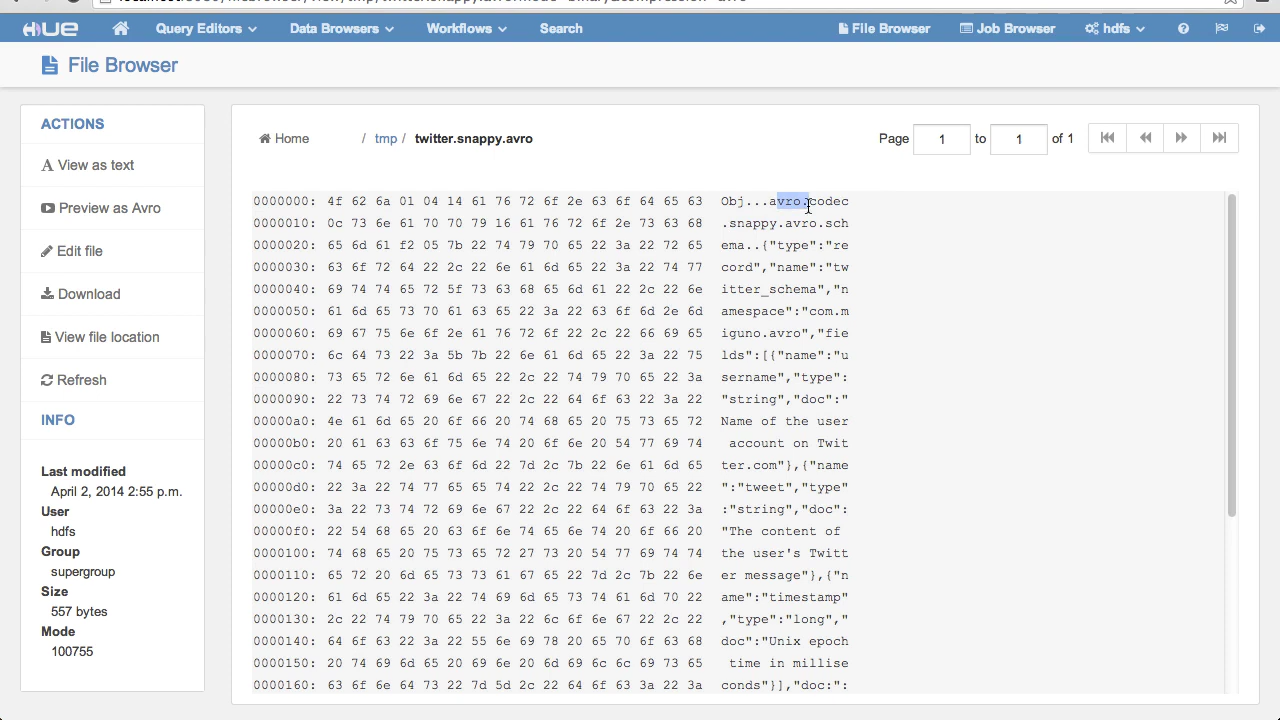 HUE
Query Editors
Data Browsers
Workflows
Search
File Browser
Job Browser
hdfs
File Browser
ACTIONS
View as text
Preview as Avro
Edit file
Download
View file location
Refresh
INFO
Last modified
April 2, 2014 2:55 p.m.
User
hdfs
Group
supergroup
Size
557 bytes
Mode
100755
Home / tmp / twitter.snappy.avro
Page 1 to 1 of 1
0000000: 4f 62 6a 01 04 14 61 76 72 6f 2e 63 6f 64 65 63 Obj...avro.codec
0000010: 0c 73 6e 61 70 70 79 16 61 76 72 6f 2e 73 63 68 .snappy.avro.sch
0000020: 65 6d 61 f2 05 7b 22 74 79 70 65 22 3a 22 72 65 ema..{"type":"re
0000030: 63 6f 72 64 22 2c 22 6e 61 6d 65 22 3a 22 74 77 cord","name":"tw
0000040: 69 74 74 65 72 5f 73 63 68 65 6d 61 22 2c 22 6e itter_schema","n
0000050: 61 6d 65 73 70 61 63 65 22 3a 22 63 6f 6d 2e 6d amespace":"com.m
0000060: 69 67 75 6e 6f 2e 61 76 72 6f 22 2c 22 66 69 65 iguno.avro","fie
0000070: 6c 64 73 22 3a 5b 7b 22 6e 61 6d 65 22 3a 22 75 lds":[{"name":"u
0000080: 73 65 72 6e 61 6d 65 22 2c 22 74 79 70 65 22 3a sername","type":
0000090: 22 73 74 72 69 6e 67 22 2c 22 64 6f 63 22 3a 22 "string","doc":"
00000a0: 4e 61 6d 65 20 6f 66 20 74 68 65 20 75 73 65 72 Name of the user
00000b0: 20 61 63 63 6f 75 6e 74 20 6f 6e 20 54 77 69 74 account on Twit
00000c0: 74 65 72 2e 63 6f 6d 22 7d 2c 7b 22 6e 61 6d 65 ter.com"},{"name
00000d0: 22 3a 22 74 77 65 65 74 22 2c 22 74 79 70 65 22 ":"tweet","type"
00000e0: 3a 22 73 74 72 69 6e 67 22 2c 22 64 6f 63 22 3a :"string","doc":
00000f0: 22 54 68 65 20 63 6f 6e 74 65 6e 74 20 6f 66 20 "The content of
0000100: 74 68 65 20 75 73 65 72 27 73 20 54 77 69 74 74 the user's Twitt
0000110: 65 72 20 6d 65 73 73 61 67 65 22 7d 2c 7b 22 6e er message"},{"n
0000120: 61 6d 65 22 3a 22 74 69 6d 65 73 74 61 6d 70 22 ame":"timestamp"
0000130: 2c 22 74 79 70 65 22 3a 22 6c 6f 6e 67 22 2c 22 ,"type":"long","
0000140: 64 6f 63 22 3a 22 55 6e 69 78 20 65 70 6f 63 68 doc":"Unix epoch
0000150: 20 74 69 6d 65 20 69 6e 20 6d 69 6c 6c 69 73 65 time in millise
0000160: 63 6f 6e 64 73 22 7d 5d 2c 22 64 6f 63 3a 22 3a conds"}],"doc:":